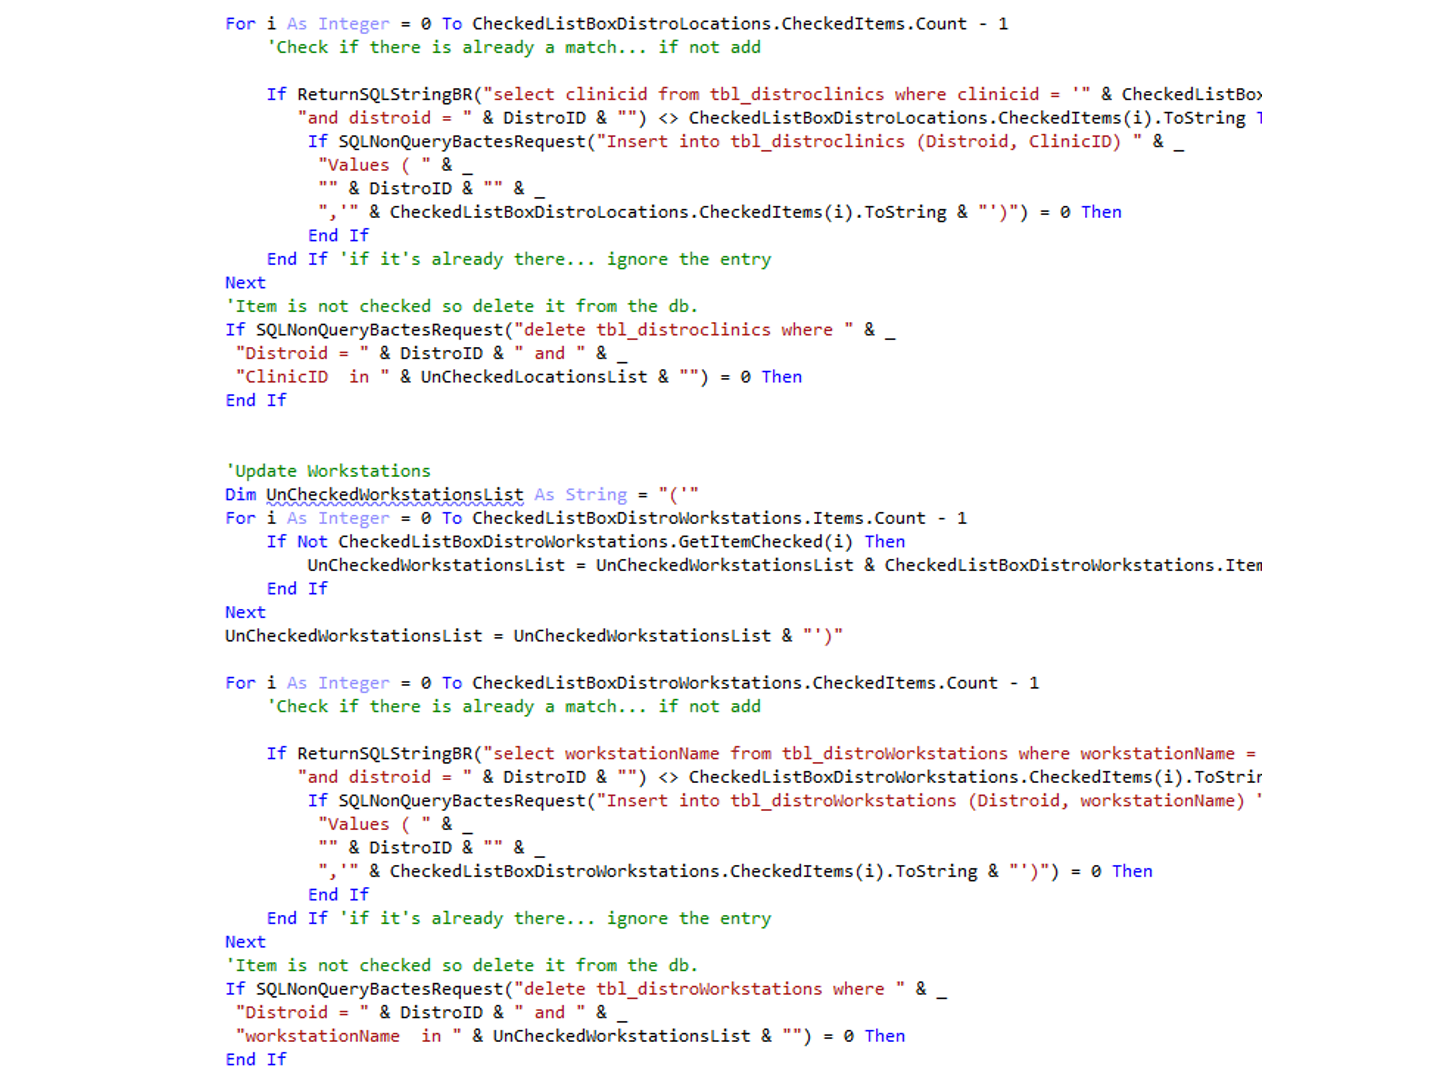 For i As Integer = 0 To CheckedListBoxDistroLocations.CheckedItems.Count - 1
'Check if there is already a match... if not add
If ReturnSQLStringBR("select clinicid from tbl_distroclinics where clinicid = '" & CheckedListBox
"and distroid = " & DistroID & "") <> CheckedListBoxDistroLocations.CheckedItems(i).ToString T
If SQLNonQueryBactesRequest("Insert into tbl_distroclinics (Distroid, ClinicID) " & _
"Values ( " & _
"" & DistroID & "" & _
",'" & CheckedListBoxDistroLocations.CheckedItems(i).ToString & "')") = 0 Then
End If
End If 'if it's already there... ignore the entry
Next
'Item is not checked so delete it from the db.
If SQLNonQueryBactesRequest("delete tbl_distroclinics where " & _
"Distroid = " & DistroID & " and " & _
"ClinicID  in " & UnCheckedLocationsList & "") = 0 Then
End If
'Update Workstations
Dim UnCheckedWorkstationsList As String = "('"
For i As Integer = 0 To CheckedListBoxDistroWorkstations.Items.Count - 1
If Not CheckedListBoxDistroWorkstations.GetItemChecked(i) Then
UnCheckedWorkstationsList = UnCheckedWorkstationsList & CheckedListBoxDistroWorkstations.Item
End If
Next
UnCheckedWorkstationsList = UnCheckedWorkstationsList & "')"
For i As Integer = 0 To CheckedListBoxDistroWorkstations.CheckedItems.Count - 1
'Check if there is already a match... if not add
If ReturnSQLStringBR("select workstationName from tbl_distroWorkstations where workstationName =
"and distroid = " & DistroID & "") <> CheckedListBoxDistroWorkstations.CheckedItems(i).ToStrin
If SQLNonQueryBactesRequest("Insert into tbl_distroWorkstations (Distroid, workstationName) "
"Values ( " & _
"" & DistroID & "" & _
",'" & CheckedListBoxDistroWorkstations.CheckedItems(i).ToString & "')") = 0 Then
End If
End If 'if it's already there... ignore the entry
Next
'Item is not checked so delete it from the db.
If SQLNonQueryBactesRequest("delete tbl_distroWorkstations where " & _
"Distroid = " & DistroID & " and " & _
"workstationName  in " & UnCheckedWorkstationsList & "") = 0 Then
End If